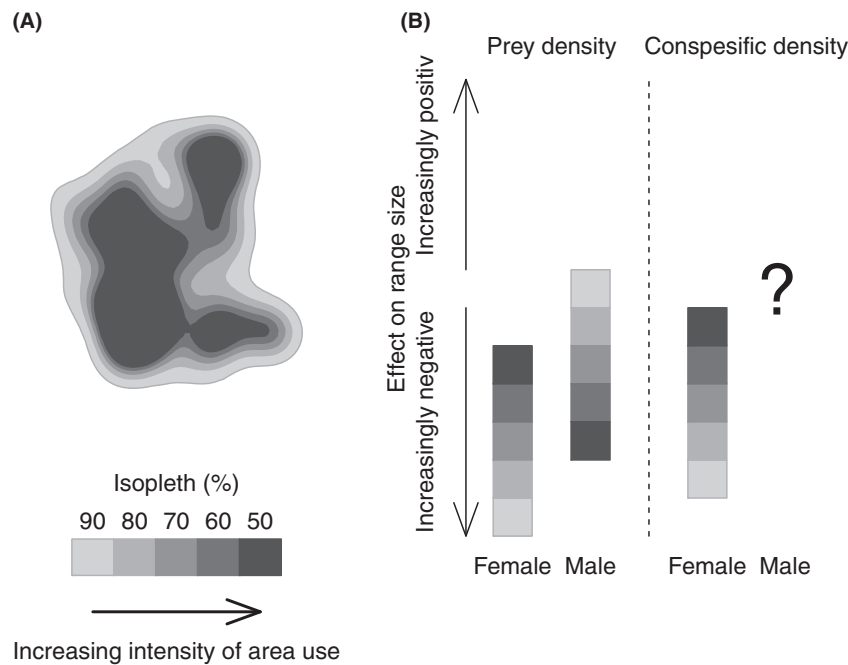 (A)
Isopleth (%)
90 80 70 60 50
Increasing intensity of area use
(B)
Prey density
Conspesific density
Effect on range size
Increasingly positiv
Increasingly negative
?
Female Male
Female Male